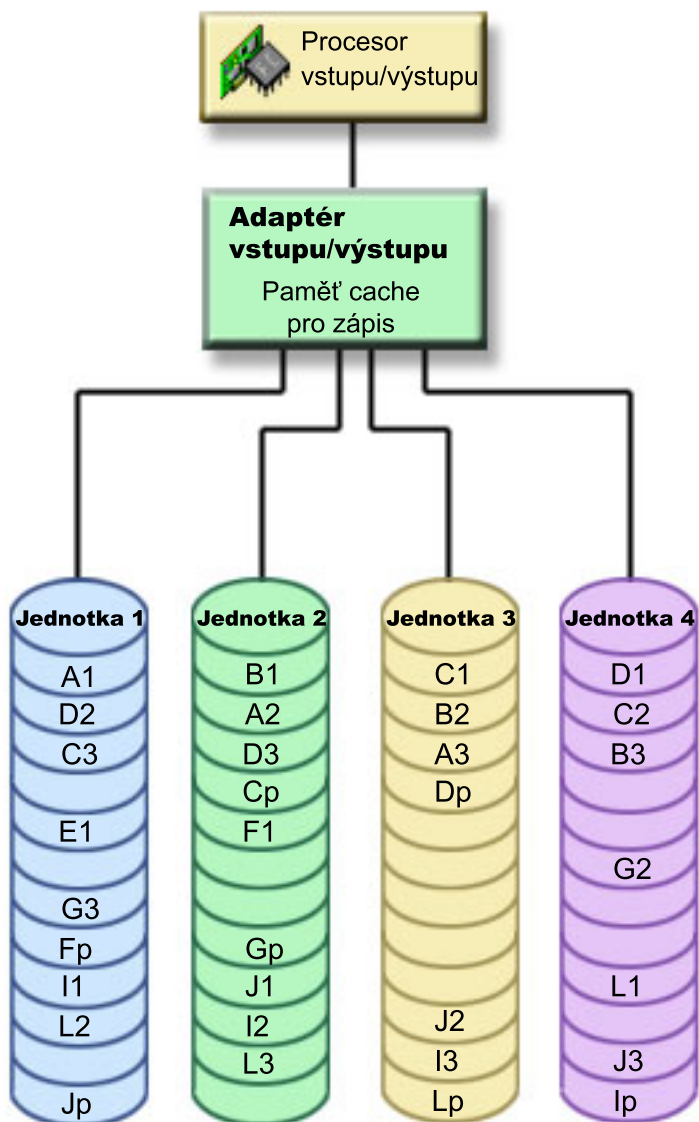 Procesor
vstupu/výstupu
Adaptér
vstupu/výstupu
Paměť cache
pro zápis
Jednotka 1
A1
D2
C3
E1
G3
Fp
I1
L2
Jp
Jednotka 2
B1
A2
D3
Cp
F1
Gp
J1
I2
L3
Jednotka 3
C1
B2
A3
Dp
J2
I3
Lp
Jednotka 4
D1
C2
B3
G2
L1
J3
Ip